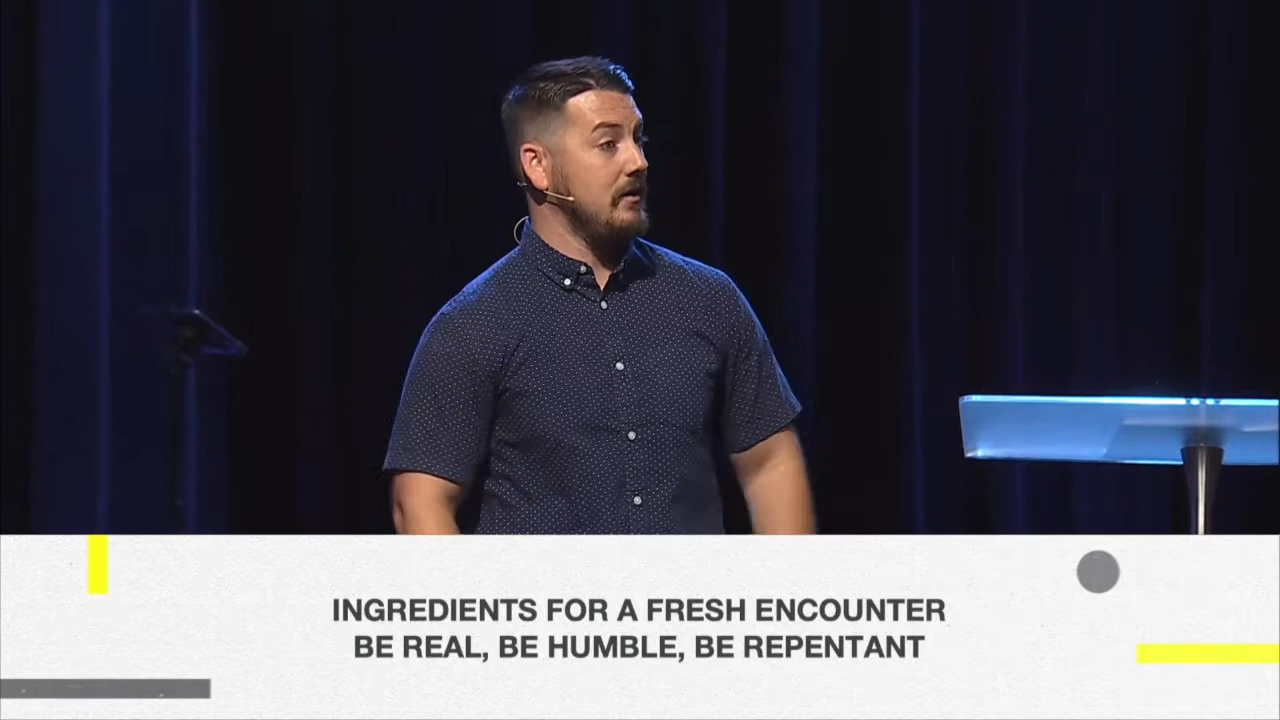 INGREDIENTS FOR A FRESH ENCOUNTER
BE REAL, BE HUMBLE, BE REPENTANT